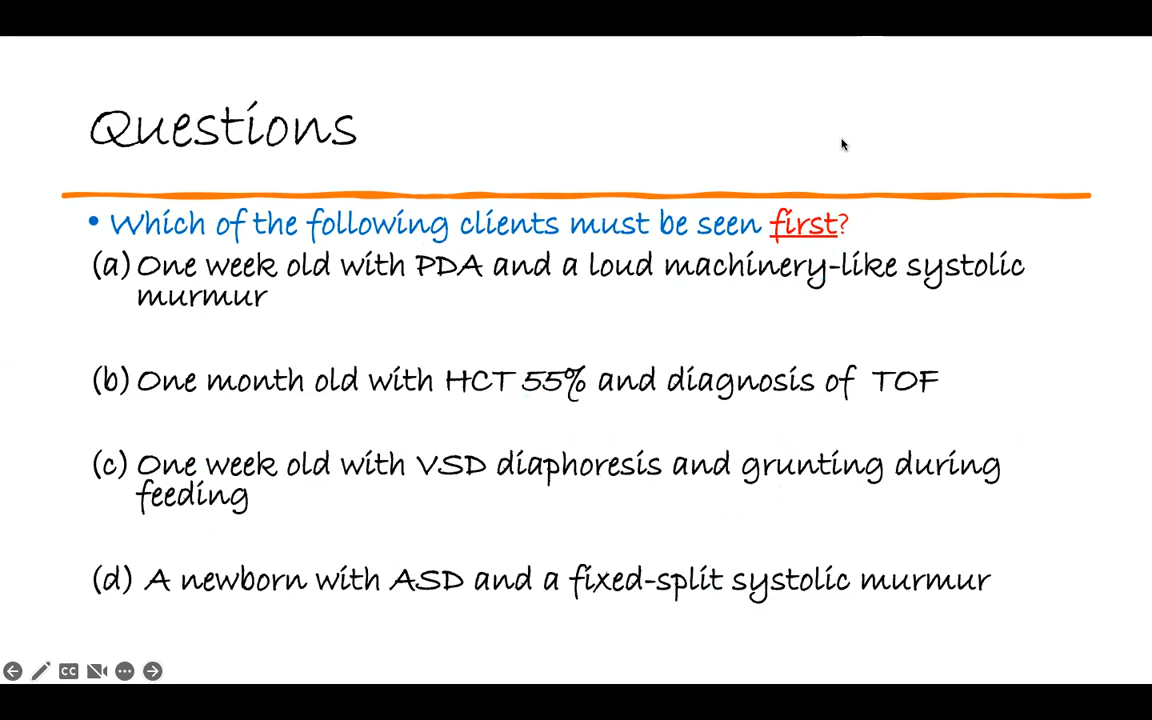 Questions
• Which of the following clients must be seen first?
(a) One week old with PDA and a loud machinery-like systolic
murmur
(b) One month old with HCT 55% and diagnosis of TOF
(c) One week old with VSD diaphoresis and grunting during
feeding
(d) A newborn with ASD and a fixed-split systolic murmur
CC